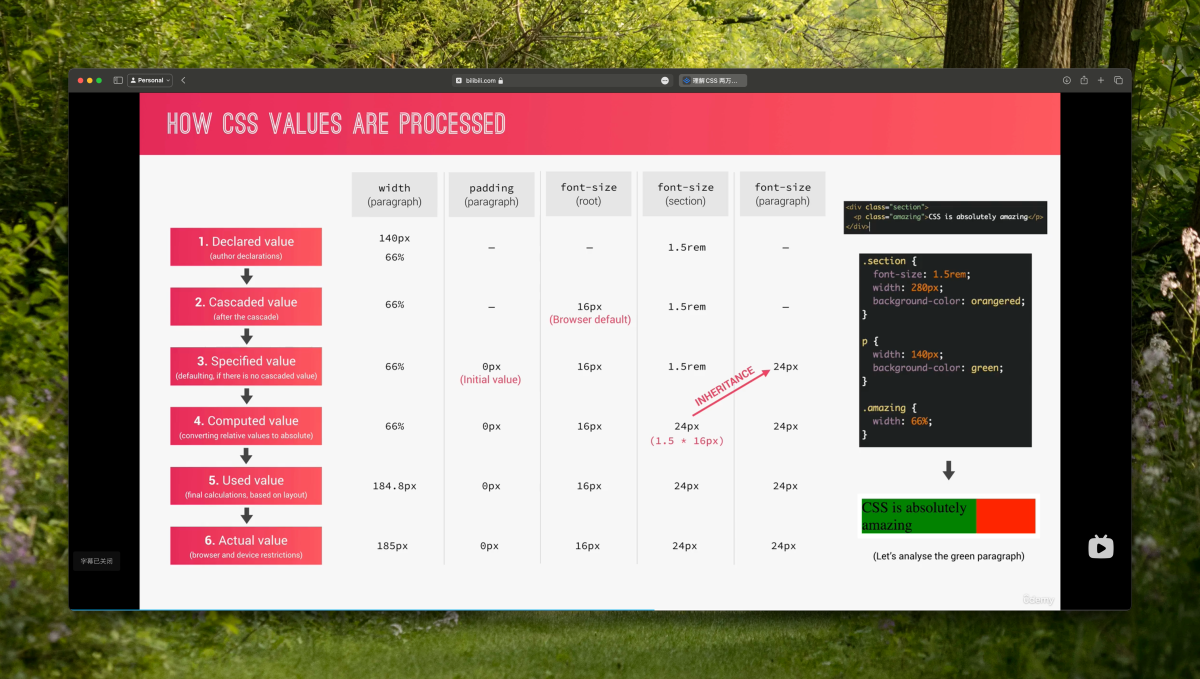 Personal
bilibili.com
理解CSS 两万...
HOW CSS VALUES ARE PROCESSED
width
(paragraph)
padding
(paragraph)
font-size
(root)
font-size
(section)
font-size
(paragraph)
1. Declared value
(author declarations)
140px
66%
–
–
1.5rem
–
2. Cascaded value
(after the cascade)
66%
–
16px
(Browser default)
1.5rem
–
3. Specified value
(defaulting, if there is no cascaded value)
66%
0px
(Initial value)
16px
1.5rem
INHERITANCE
24px
4. Computed value
(converting relative values to absolute)
66%
0px
16px
24px
(1.5 * 16px)
24px
5. Used value
(final calculations, based on layout)
184.8px
0px
16px
24px
24px
6. Actual value
(browser and device restrictions)
185px
0px
16px
24px
24px
<div class="section">
<p class="amazing">CSS is absolutely amazing</p>
</div>
.section {
font-size: 1.5rem;
width: 280px;
background-color: orangered;
}
p {
width: 140px;
background-color: green;
}
.amazing {
width: 66%;
}
CSS is absolutely
amazing
(Let's analyse the green paragraph)
字幕已关闭
Udemy